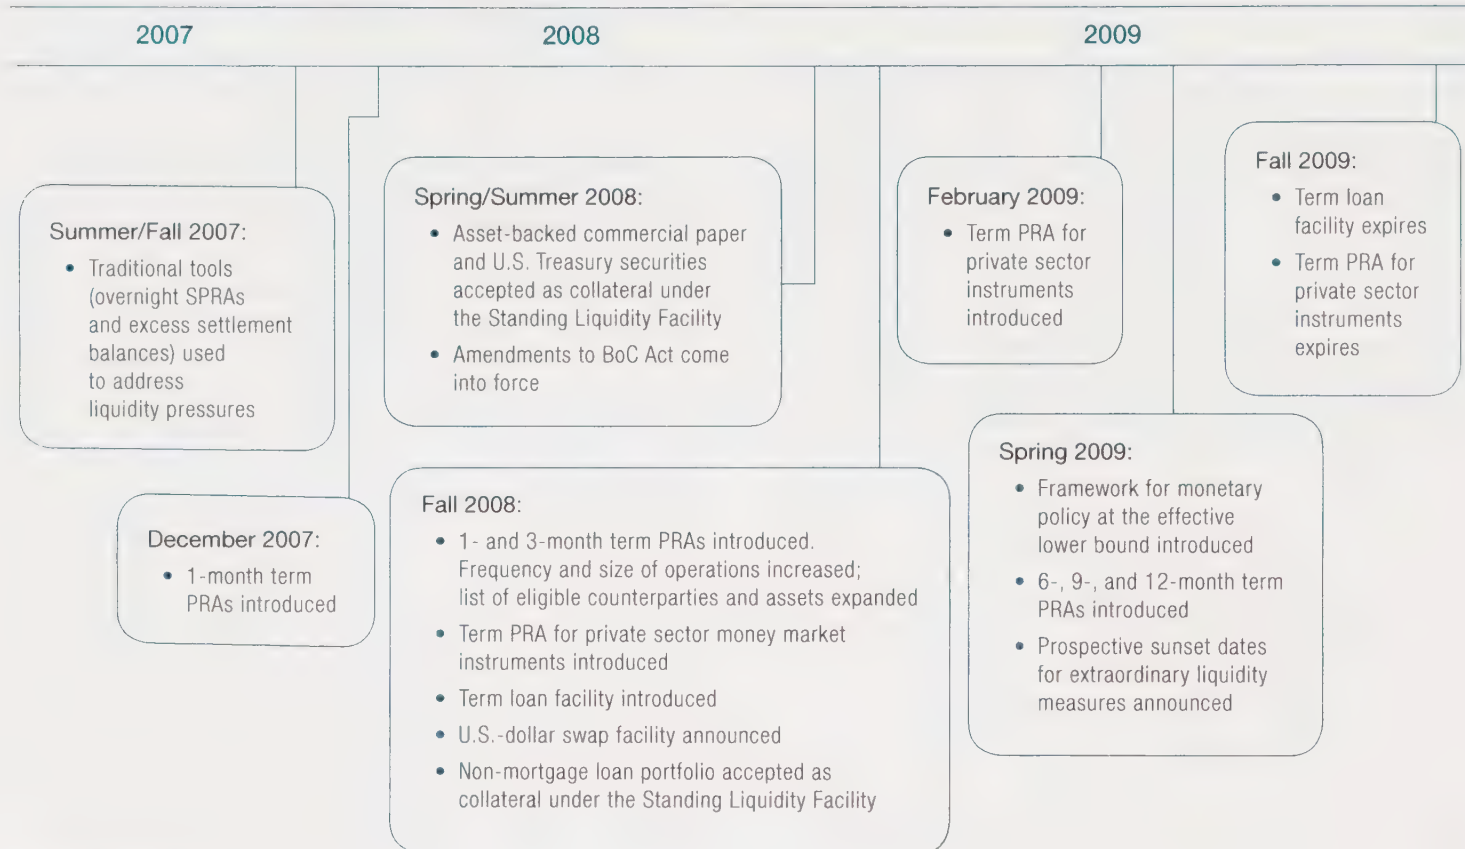 2007
2008
2009
Summer/Fall 2007:
• Traditional tools
(overnight SPRAs
and excess settlement
balances) used
to address
liquidity pressures
December 2007:
• 1-month term
PRAs introduced
Spring/Summer 2008:
• Asset-backed commercial paper
and U.S. Treasury securities
accepted as collateral under
the Standing Liquidity Facility
• Amendments to BoC Act come
into force
Fall 2008:
• 1- and 3-month term PRAs introduced.
Frequency and size of operations increased;
list of eligible counterparties and assets expanded
• Term PRA for private sector money market
instruments introduced
• Term loan facility introduced
• U.S.-dollar swap facility announced
• Non-mortgage loan portfolio accepted as
collateral under the Standing Liquidity Facility
February 2009:
• Term PRA for
private sector
instruments
introduced
Spring 2009:
• Framework for monetary
policy at the effective
lower bound introduced
• 6-, 9-, and 12-month term
PRAs introduced
• Prospective sunset dates
for extraordinary liquidity
measures announced
Fall 2009:
• Term loan
facility expires
• Term PRA for
private sector
instruments
expires